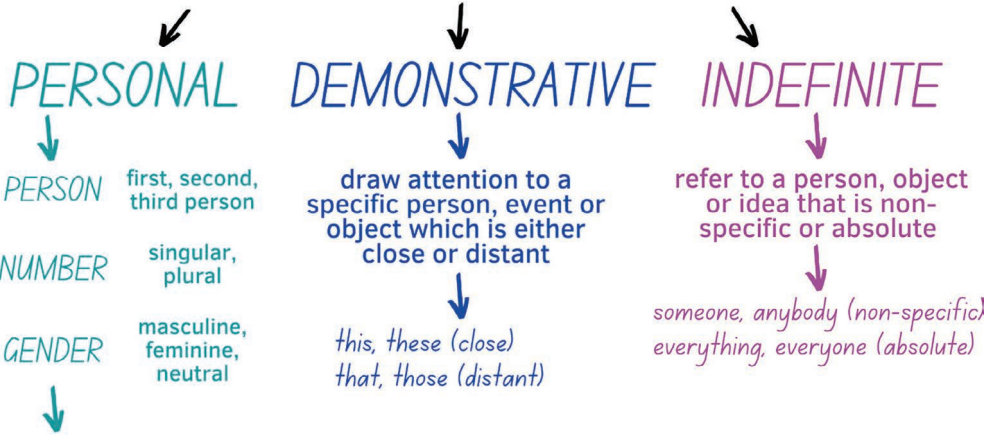 PERSONAL
PERSON
first, second,
third person
NUMBER
singular,
plural
GENDER
masculine,
feminine,
neutral
DEMONSTRATIVE
draw attention to a
specific person, event or
object which is either
close or distant
this, these (close)
that, those (distant)
INDEFINITE
refer to a person, object
or idea that is non-
specific or absolute
someone, anybody (non-specific)
everything, everyone (absolute)